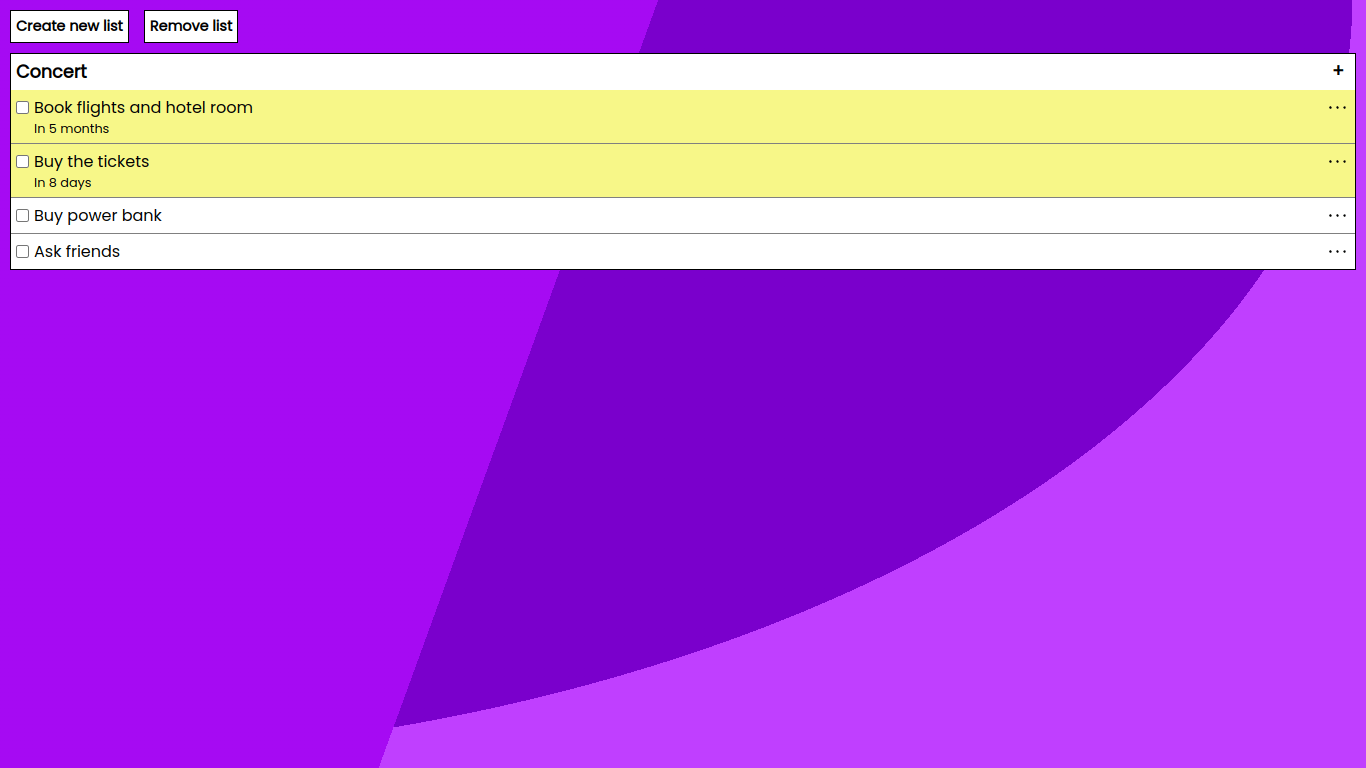 Create new list Remove list
Concert +
Book flights and hotel room ...
In 5 months
Buy the tickets ...
In 8 days
Buy power bank ...
Ask friends ...